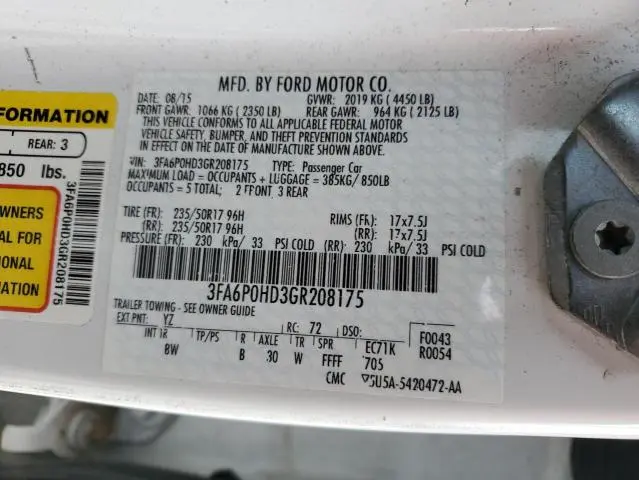 FORMATION
REAR: 3
850 lbs.
WNERS
AL FOR
IONAL
MATION
3FA6P0HD3GR208175
MFD. BY FORD MOTOR CO.
DATE: 08/15 GVWR: 2019 KG (4450 LB)
FRONT GAWR: 1066 KG (2350 LB) REAR GAWR: 964 KG (2125 LB)
THIS VEHICLE CONFORMS TO ALL APPLICABLE FEDERAL MOTOR
VEHICLE SAFETY, BUMPER, AND THEFT PREVENTION STANDARDS
IN EFFECT ON THE DATE OF MANUFACTURE SHOWN ABOVE.
VIN: 3FA6P0HD3GR208175 TYPE: Passenger Car
MAXIMUM LOAD = OCCUPANTS + LUGGAGE = 385KG/ 850LB
OCCUPANTS = 5 TOTAL; 2 FRONT 3 REAR
TIRE (FR): 235/50R17 96H RIMS (FR): 17x7.5J
(RR): 235/50R17 96H (RR): 17x7.5J
PRESSURE (FR): 230 kPa/ 33 PSI COLD (RR): 230 kPa/ 33 PSI COLD
3FA6P0HD3GR208175
TRAILER TOWING - SEE OWNER GUIDE
EXT PNT: YZ RC: 72 DSO: F0043
INT TR TP/PS R AXLE TR SPR EC71K R0054
BW B 30 W FFFF 705
CMC 5U5A-5420472-AA